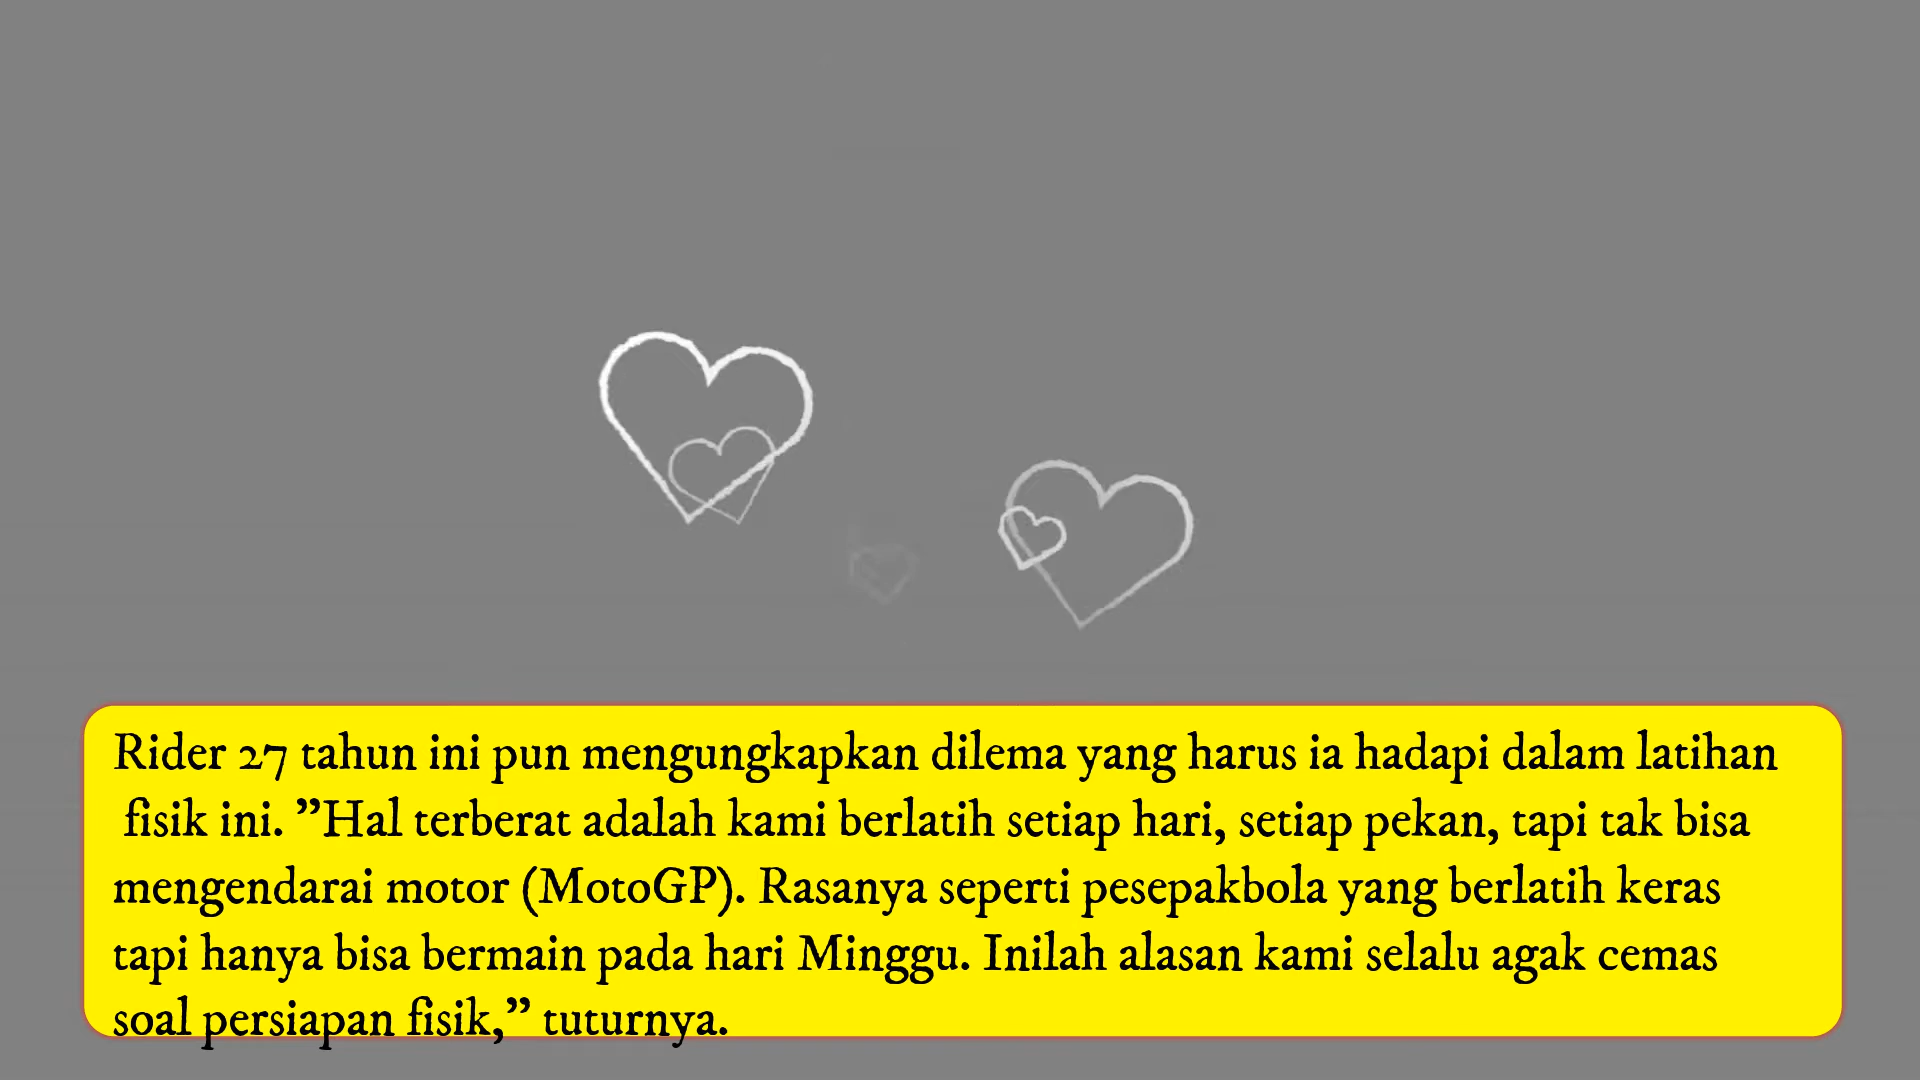 Rider 27 tahun ini pun mengungkapkan dilema yang harus ia hadapi dalam latihan
fisik ini. ”Hal terberat adalah kami berlatih setiap hari, setiap pekan, tapi tak bisa
mengendarai motor (MotoGP). Rasanya seperti pesepakbola yang berlatih keras
tapi hanya bisa bermain pada hari Minggu. Inilah alasan kami selalu agak cemas
soal persiapan fisik,” tuturnya.